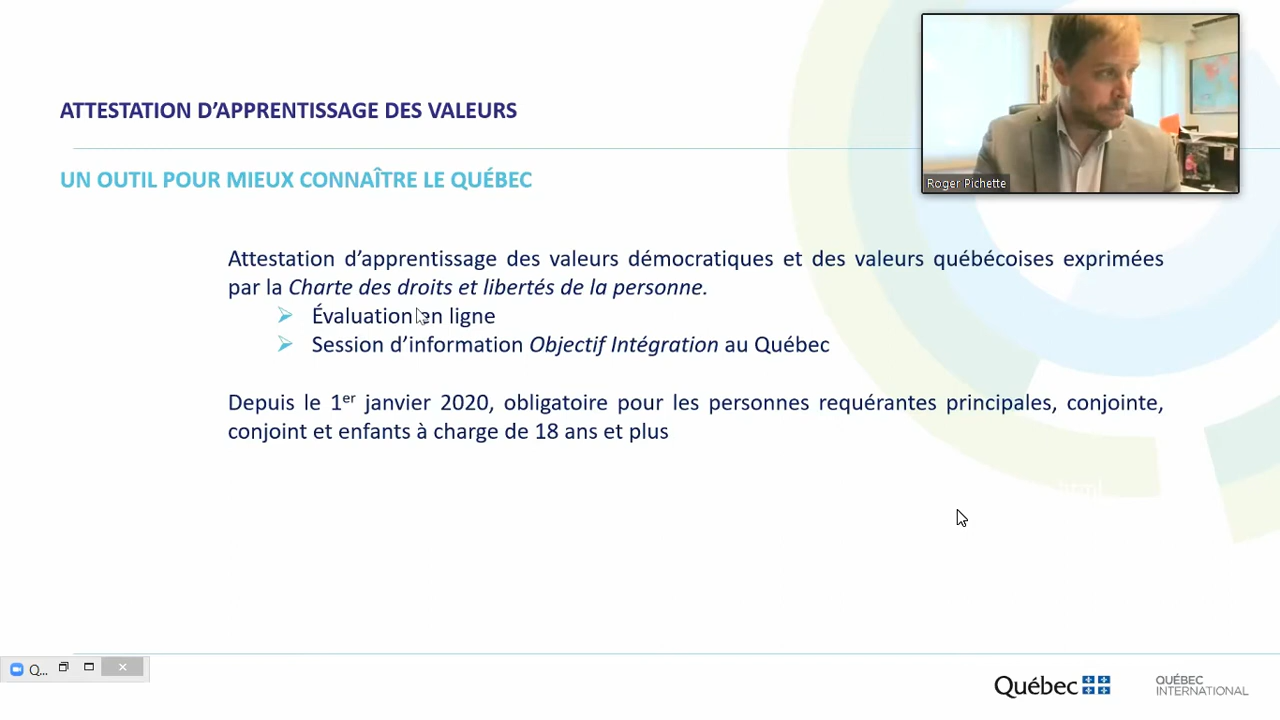 ATTESTATION D'APPRENTISSAGE DES VALEURS
UN OUTIL POUR MIEUX CONNAÎTRE LE QUÉBEC
Roger Pichette
Attestation d'apprentissage des valeurs démocratiques et des valeurs québécoises exprimées
par la Charte des droits et libertés de la personne.
Évaluation en ligne
Session d'information Objectif Intégration au Québec
Depuis le 1er janvier 2020, obligatoire pour les personnes requérantes principales, conjointe,
conjoint et enfants à charge de 18 ans et plus
Q...
Québec
QUÉBEC
INTERNATIONAL